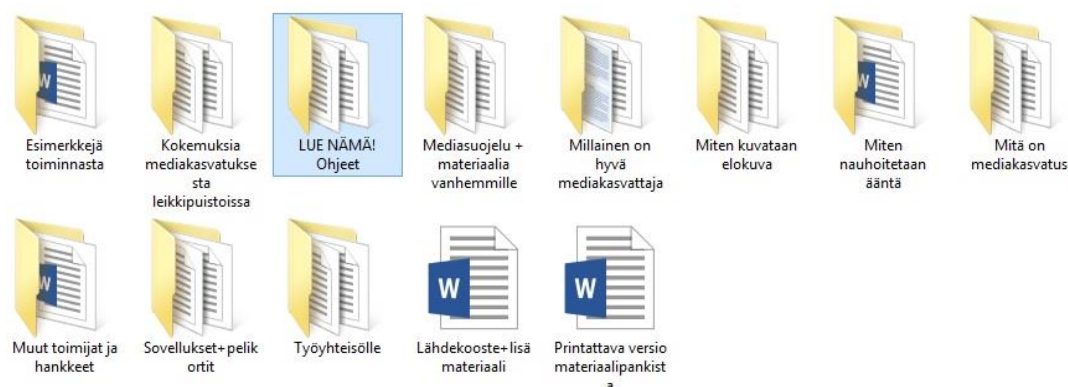 Esimerkkejä
toiminnasta
Kokemuksia
mediakasvatukse
sta
leikkipuistoissa
LUE NÄMÄ!
Ohjeet
Mediasuojelu +
materiaalia
vanhemmille
Millainen on
hyvä
mediakasvattaja
Miten kuvataan
elokuva
Miten
nauhoitetaan
ääntä
Mitä on
mediakasvatus
Muut toimijat ja
hankkeet
Sovellukset+pelik
ortit
Työyhteisölle
W
Lähdekooste+lisä
materiaali
W
Printattava versio
materiaalipankist
a